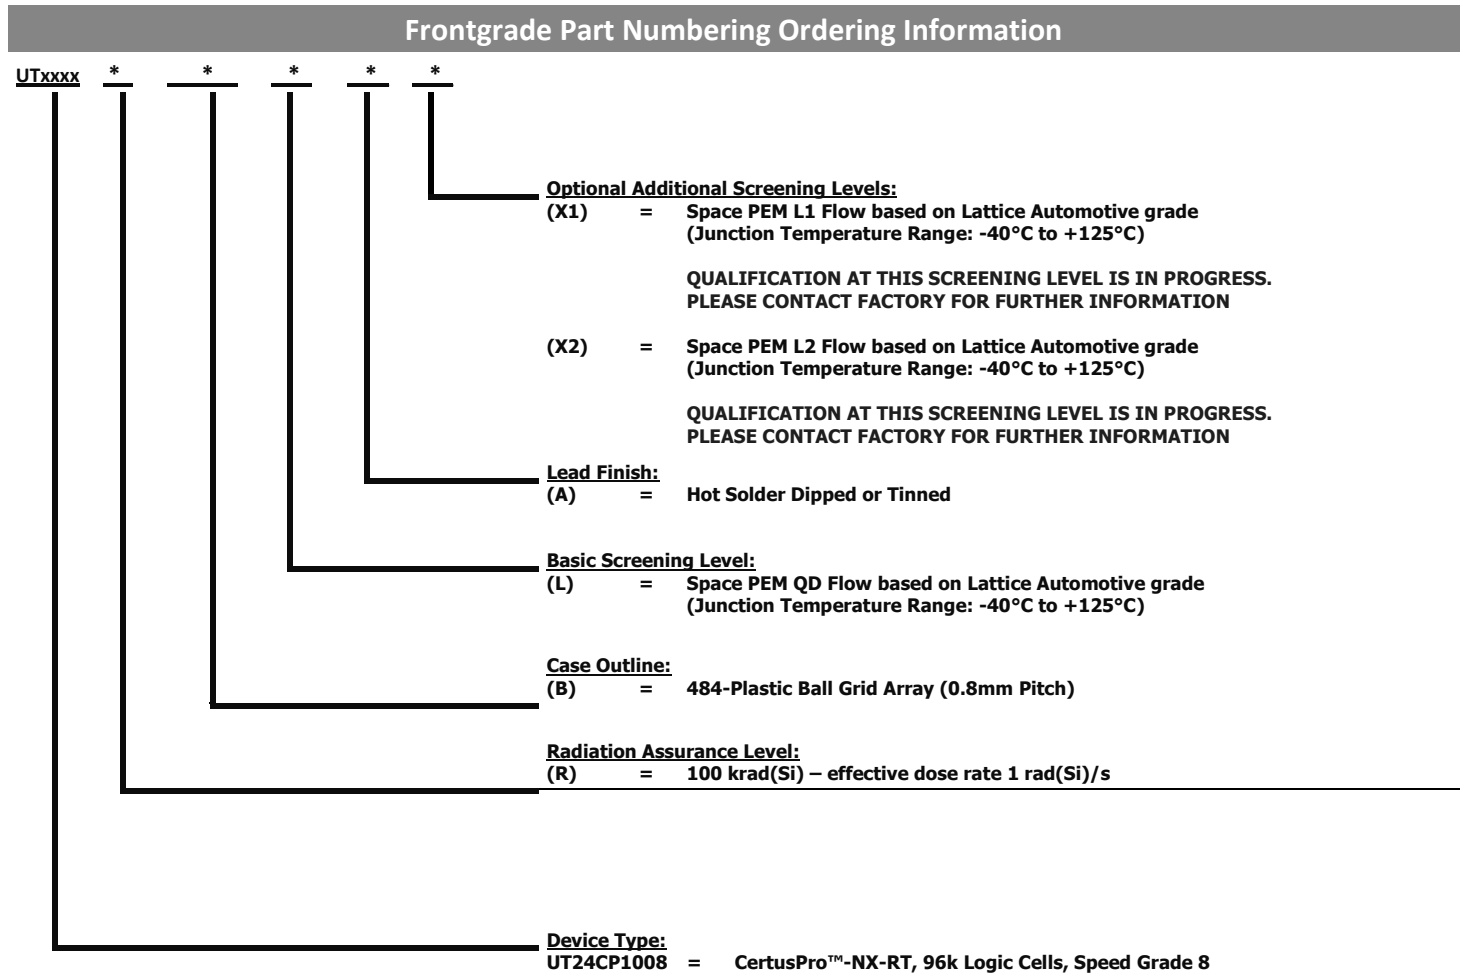 Frontgrade Part Numbering Ordering Information
UTxxxx * * * * *
Optional Additional Screening Levels:
(X1) = Space PEM L1 Flow based on Lattice Automotive grade
(Junction Temperature Range: -40°C to +125°C)
QUALIFICATION AT THIS SCREENING LEVEL IS IN PROGRESS.
PLEASE CONTACT FACTORY FOR FURTHER INFORMATION
(X2) = Space PEM L2 Flow based on Lattice Automotive grade
(Junction Temperature Range: -40°C to +125°C)
QUALIFICATION AT THIS SCREENING LEVEL IS IN PROGRESS.
PLEASE CONTACT FACTORY FOR FURTHER INFORMATION
Lead Finish:
(A) = Hot Solder Dipped or Tinned
Basic Screening Level:
(L) = Space PEM QD Flow based on Lattice Automotive grade
(Junction Temperature Range: -40°C to +125°C)
Case Outline:
(B) = 484-Plastic Ball Grid Array (0.8mm Pitch)
Radiation Assurance Level:
(R) = 100 krad(Si) – effective dose rate 1 rad(Si)/s
Device Type:
UT24CP1008 = CertusPro™-NX-RT, 96k Logic Cells, Speed Grade 8